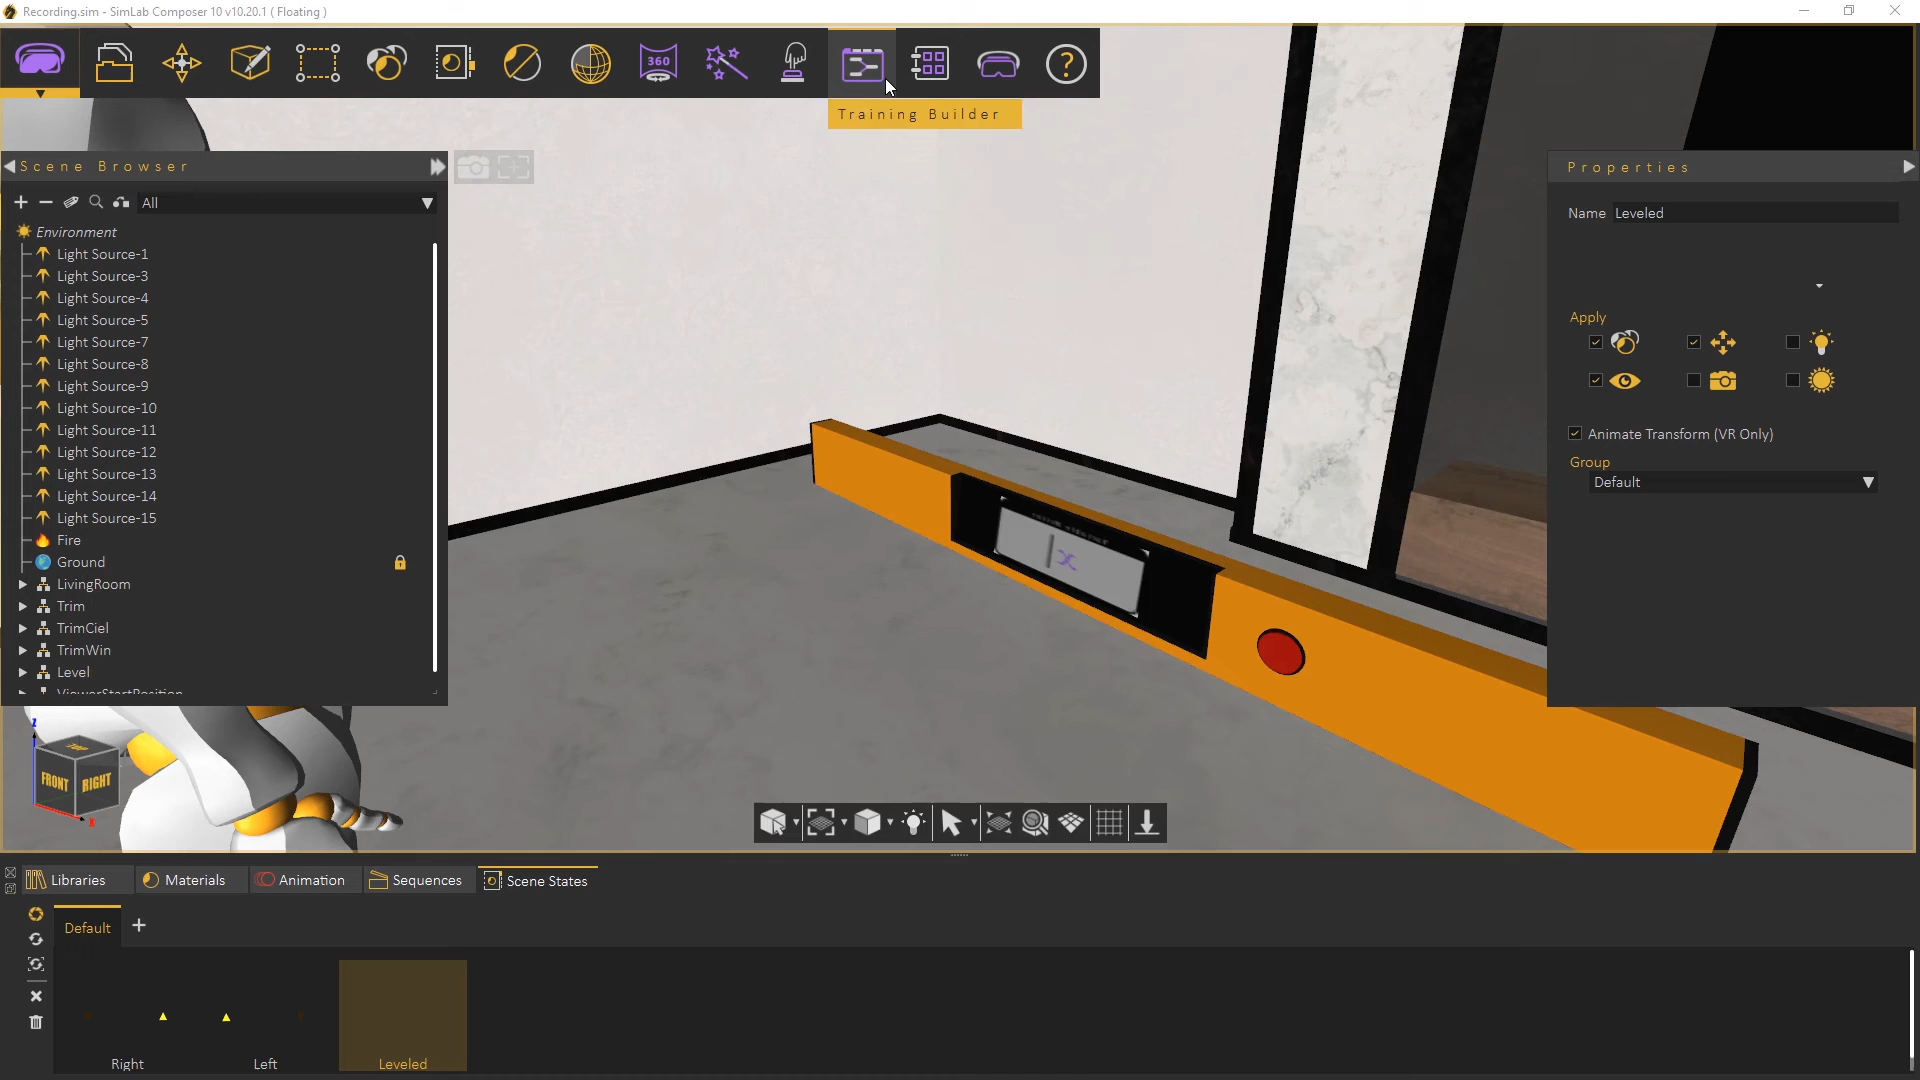 Recording.sim - SimLab Composer 10 v10.20.1 ( Floating )
360
?
Training Builder
Scene Browser
All
Environment
Light Source-1
Light Source-3
Light Source-4
Light Source-5
Light Source-7
Light Source-8
Light Source-9
Light Source-10
Light Source-11
Light Source-12
Light Source-13
Light Source-14
Light Source-15
Fire
Ground
LivingRoom
Trim
TrimCiel
TrimWin
Level
ViewerStartPosition
Properties
Name Leveled
Apply
Animate Transform (VR Only)
Group
Default
Z
TOP
FRONT
RIGHT
X
Libraries
Materials
Animation
Sequences
Scene States
Default
Right
Left
Leveled